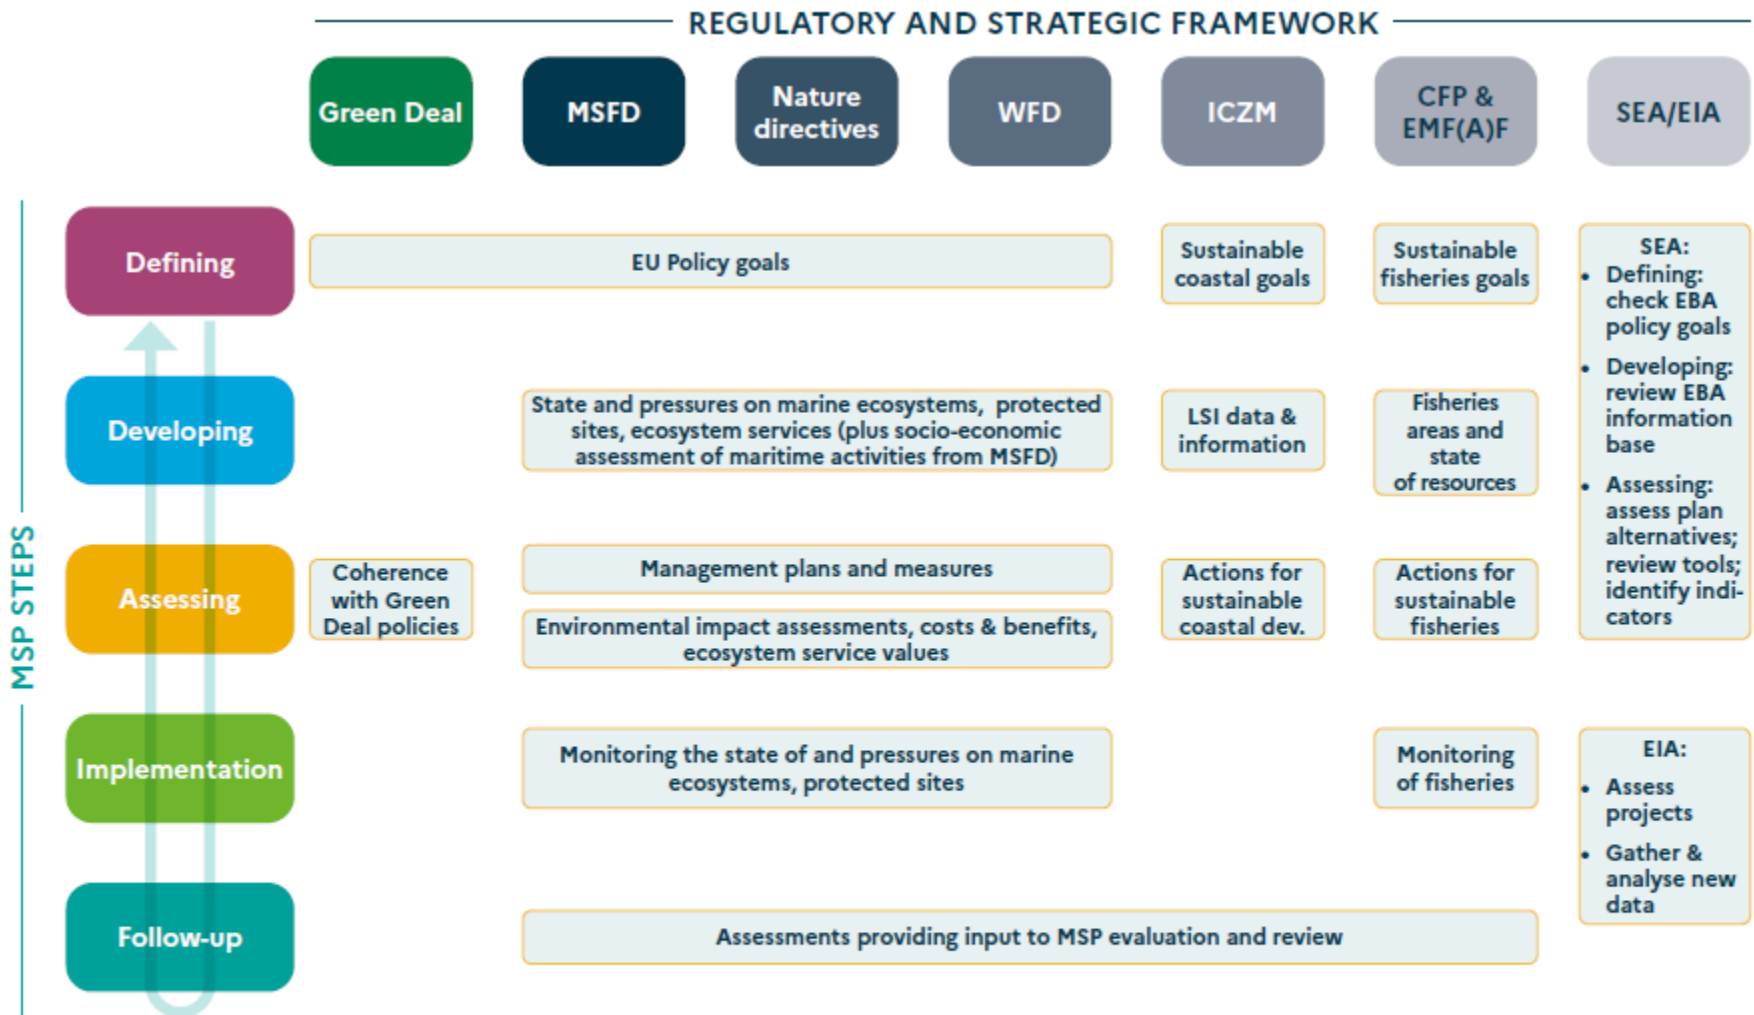 REGULATORY AND STRATEGIC FRAMEWORK
Green Deal
MSFD
Nature
directives
WFD
ICZM
CFP &
EMF(A)F
SEA/EIA
MSP STEPS
Defining
EU Policy goals
Sustainable
coastal goals
Sustainable
fisheries goals
SEA:
• Defining:
check EBA
policy goals
• Developing:
review EBA
information
base
• Assessing:
assess plan
alternatives;
review tools;
identify indi-
cators
Developing
State and pressures on marine ecosystems, protected
sites, ecosystem services (plus socio-economic
assessment of maritime activities from MSFD)
LSI data &
information
Fisheries
areas and
state
of resources
Assessing
Coherence
with Green
Deal policies
Management plans and measures
Environmental impact assessments, costs & benefits,
ecosystem service values
Actions for
sustainable
coastal dev.
Actions for
sustainable
fisheries
Implementation
Monitoring the state of and pressures on marine
ecosystems, protected sites
Monitoring
of fisheries
EIA:
• Assess
projects
• Gather &
analyse new
data
Follow-up
Assessments providing input to MSP evaluation and review